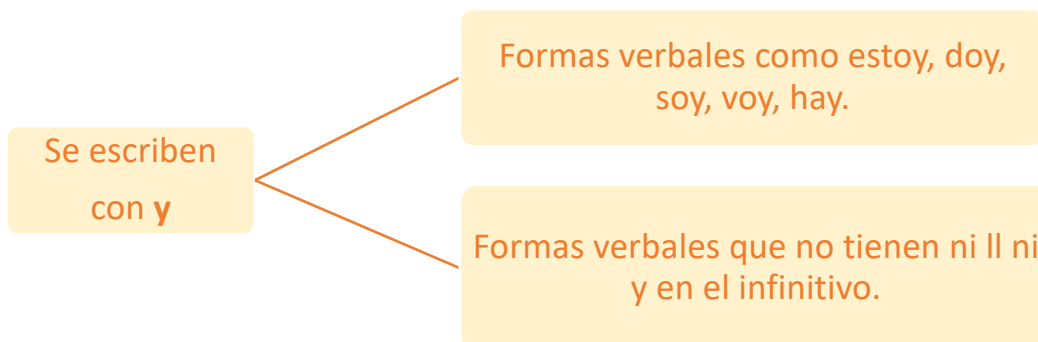 Se escriben
con y
Formas verbales como estoy, doy,
soy, voy, hay.
Formas verbales que no tienen ni ll ni
y en el infinitivo.